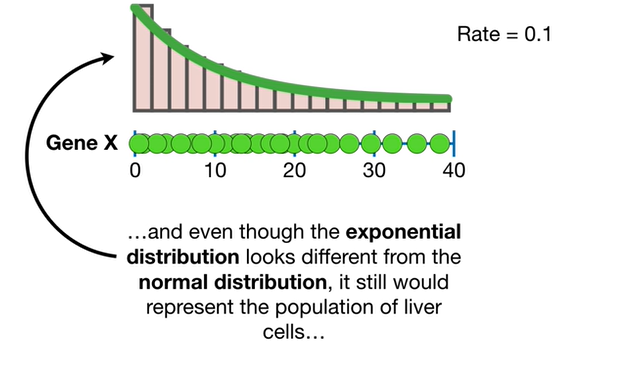 Rate = 0.1
Gene X
0 10 20 30 40
…and even though the exponential
distribution looks different from the
normal distribution, it still would
represent the population of liver
cells…